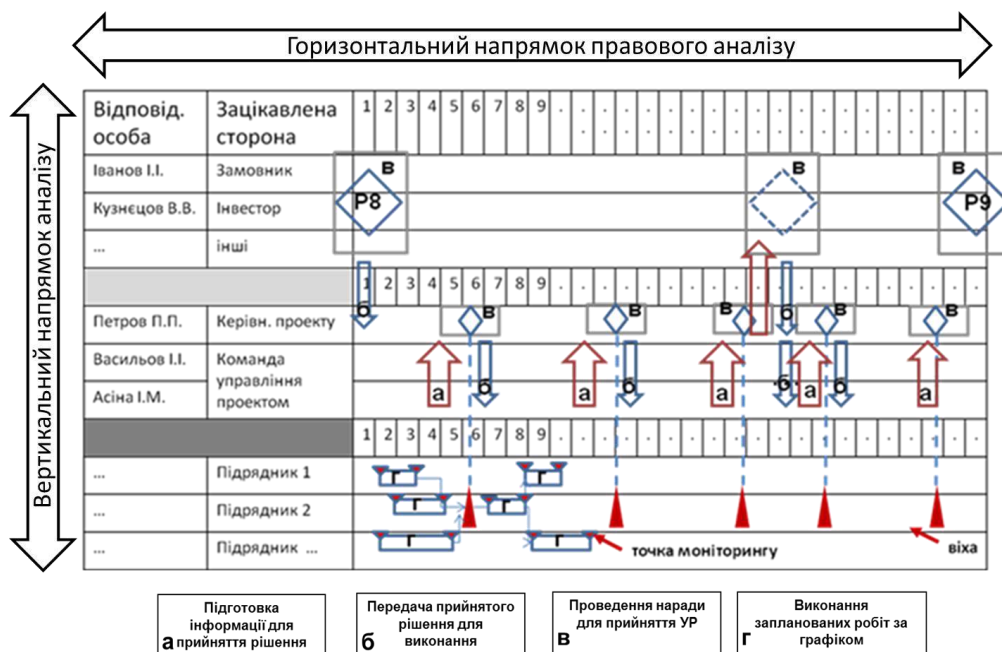 Горизонтальний напрямок правового аналізу
Вертикальний напрямок аналізу
Відповід. особа
Зацікавлена сторона
1 2 3 4 5 6 7 8 9 . . . . . . . . . . . . . . . . . . . .
Іванов І.І. Замовник
в в в
Р8 Р9
Кузнєцов В.В. Інвестор
... інші
1 2 3 4 5 6 7 8 9 . . . . . . . . . . . . . . . . . . . .
б б
Петров П.П. Керівн. проекту
в в в в в
Васильов І.І. Команда
управління
проектом
Асіна І.М.
а б а б а б а б а
1 2 3 4 5 6 7 8 9 . . . . . . . . . . . . . . . . . . . .
... Підрядник 1
г г
... Підрядник 2
г г
... Підрядник ...
г г
точка моніторингу
віха
Підготовка
інформації для
а прийняття рішення
Передача прийнятого
рішення для
б виконання
Проведення наради
для прийняття УР
в
Виконання
запланованих робіт за
г графіком